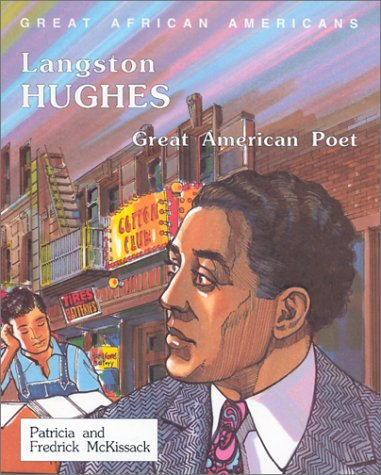 GREAT AFRICAN AMERICANS
Langston
HUGHES
Great American Poet
COTTON
CLUB
TIRES
BATTERIES
Patricia and
Fredrick McKissack